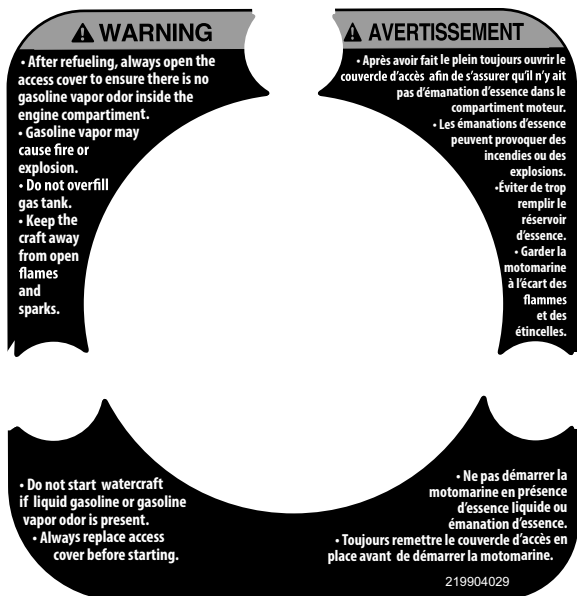 WARNING
• After refueling, always open the
access cover to ensure there is no
gasoline vapor odor inside the
engine compartment.
• Gasoline vapor may
cause fire or
explosion.
• Do not overfill
gas tank.
• Keep the
craft away
from open
flames
and
sparks.
AVERTISSEMENT
• Après avoir fait le plein toujours ouvrir le
couvercle d'accès afin de s'assurer qu'il n'y ait
pas d'émanation d'essence dans le
compartiment moteur.
• Les émanations d'essence
peuvent provoquer des
incendies ou des
explosions.
•Éviter de trop
remplir le
réservoir
d'essence.
• Garder la
motomarine
à l'écart des
flammes
et des
étincelles.
• Do not start watercraft
if liquid gasoline or gasoline
vapor odor is present.
• Always replace access
cover before starting.
• Ne pas démarrer la
motomarine en présence
d'essence liquide ou
émanation d'essence.
• Toujours remettre le couvercle d'accès en
place avant de démarrer la motomarine.
219904029